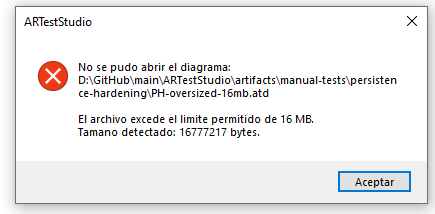 ARTestStudio
No se pudo abrir el diagrama:
D:\GitHub\main\ARTestStudio\artifacts\manual-tests\persisten
ce-hardening\PH-oversized-16mb.atd
El archivo excede el limite permitido de 16 MB.
Tamano detectado: 16777217 bytes.
Aceptar